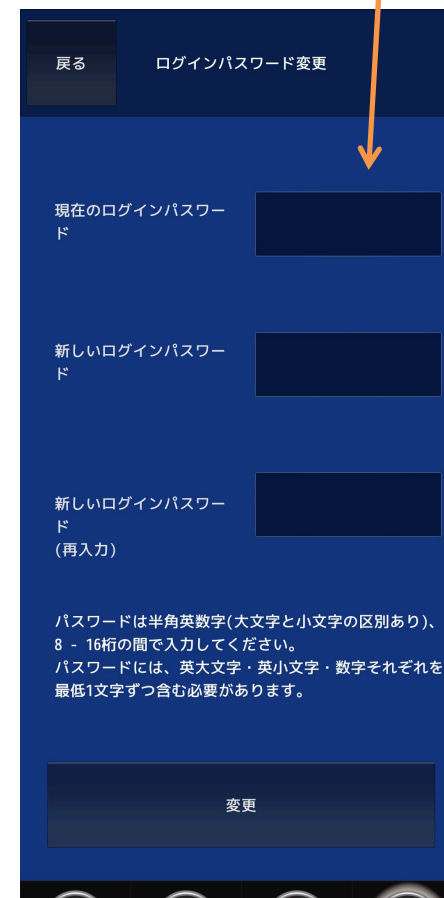 戻る
ログインパスワード変更
現在のログインパスワー
ド
新しいログインパスワー
ド
新しいログインパスワー
ド
(再入力)
パスワードは半角英数字(大文字と小文字の区別あり)、
8 - 16桁の間で入力してください。
パスワードには、英大文字・英小文字・数字それぞれを
最低1文字ずつ含む必要があります。
変更